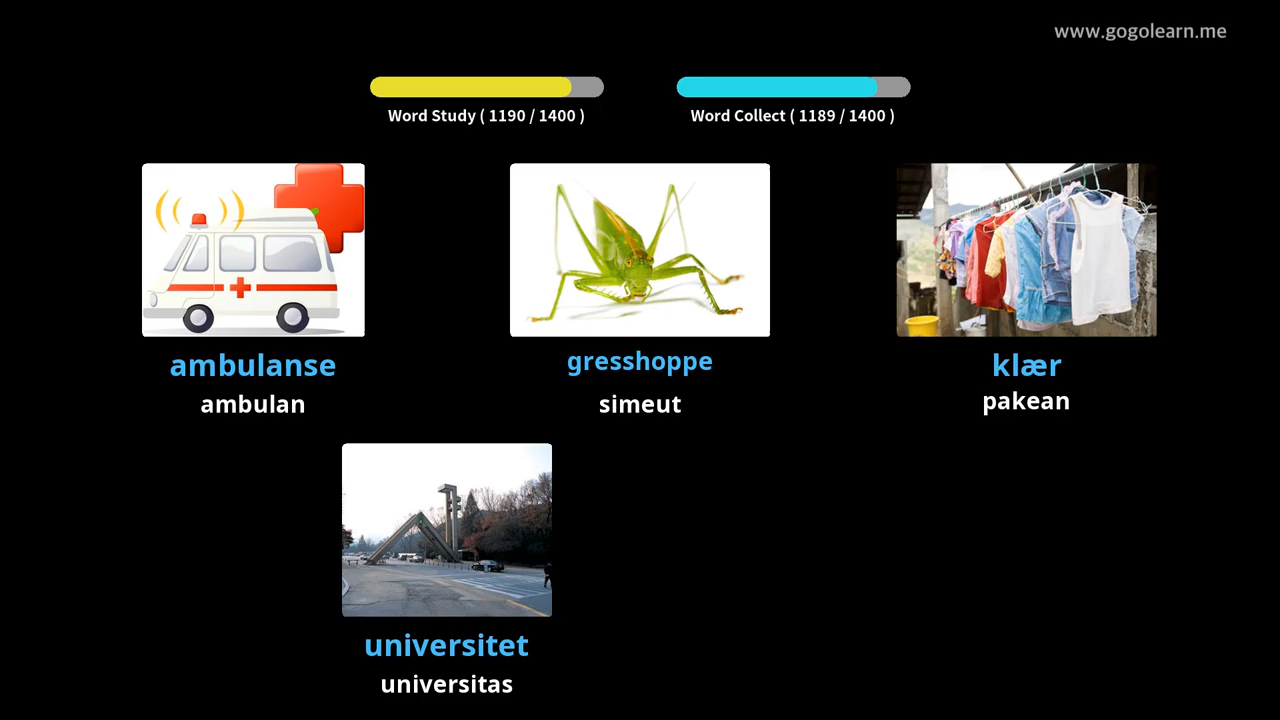 www.gogolearn.me
Word Study ( 1190 / 1400 )
Word Collect ( 1189 / 1400 )
ambulanse
ambulan
gresshoppe
simeut
klær
pakean
universitet
universitas